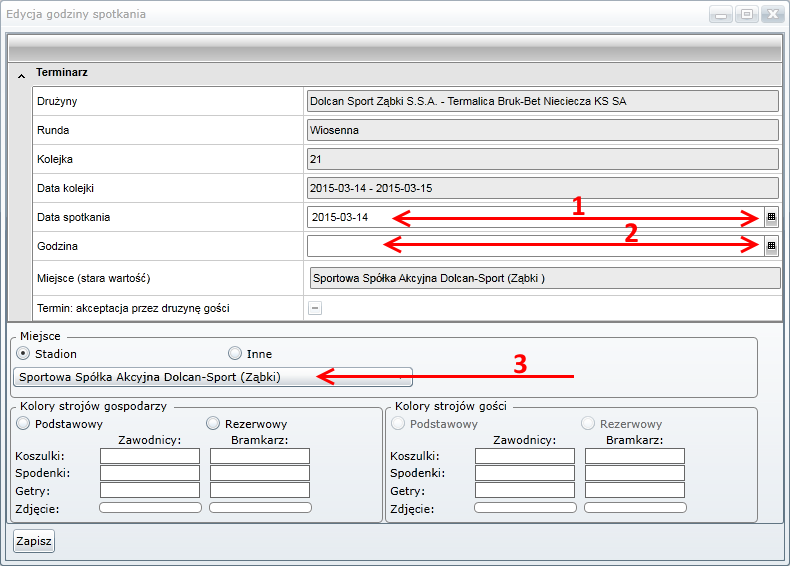 Edycja godziny spotkania
Terminarz
Drużyny Dolcan Sport Ząbki S.S.A. - Termalica Bruk-Bet Nieciecza KS SA
Runda Wiosenna
Kolejka 21
Data kolejki 2015-03-14 - 2015-03-15
1
Data spotkania 2015-03-14
2
Godzina
Miejsce (stara wartość) Sportowa Spółka Akcyjna Dolcan-Sport (Ząbki )
Termin: akceptacja przez druzynę gości
Miejsce
Stadion Inne
3
Sportowa Spółka Akcyjna Dolcan-Sport (Ząbki)
Kolory strojów gospodarzy Kolory strojów gości
Podstawowy Rezerwowy Podstawowy Rezerwowy
Zawodnicy: Bramkarz: Zawodnicy: Bramkarz:
Koszulki: Koszulki:
Spodenki: Spodenki:
Getry: Getry:
Zdjęcie: Zdjęcie:
Zapisz